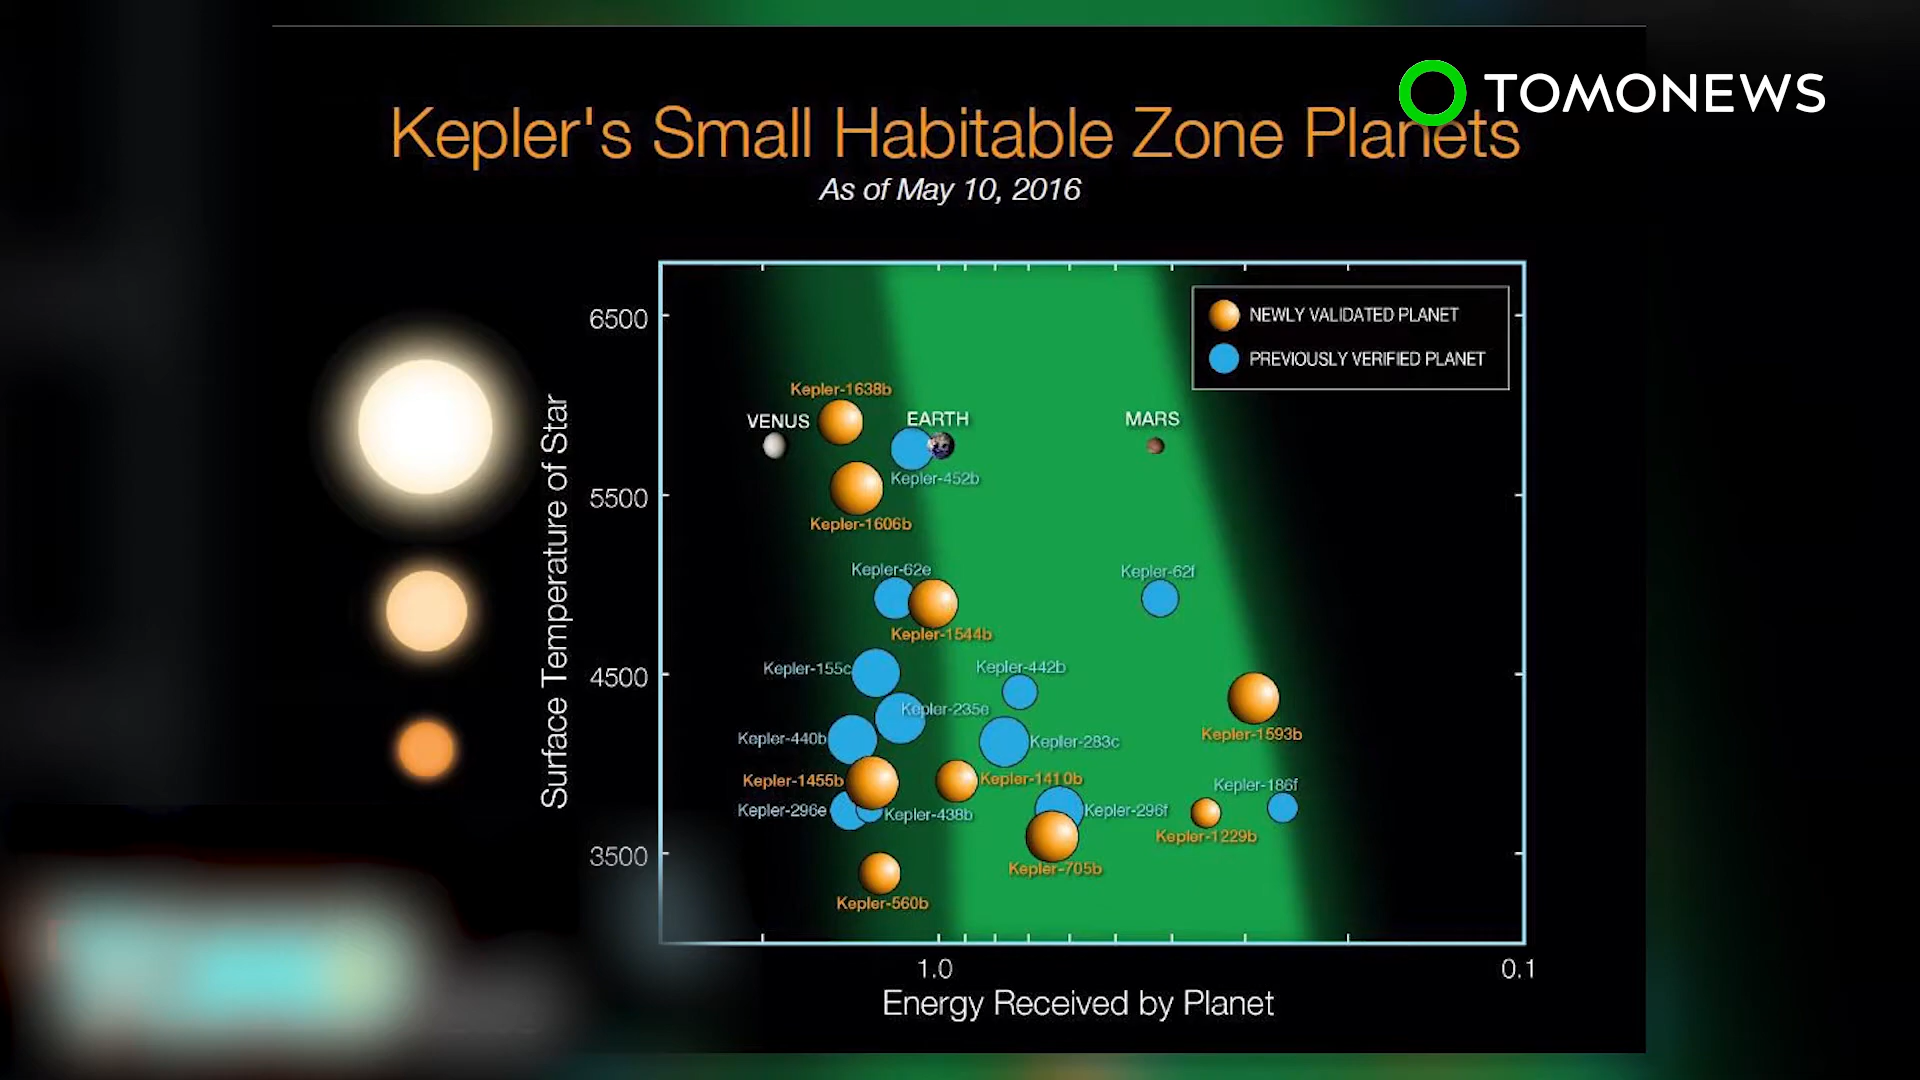 TOMONEWS
Kepler's Small Habitable Zone Planets
As of May 10, 2016
6500
5500
4500
3500
Surface Temperature of Star
NEWLY VALIDATED PLANET
PREVIOUSLY VERIFIED PLANET
Kepler-1638b
VENUS
EARTH
MARS
Kepler-452b
Kepler-1606b
Kepler-62e
Kepler-62f
Kepler-1544b
Kepler-155c
Kepler-442b
Kepler-235e
Kepler-440b
Kepler-283c
Kepler-1593b
Kepler-1455b
Kepler-1410b
Kepler-186f
Kepler-296e
Kepler-438b
Kepler-296f
Kepler-1229b
Kepler-705b
Kepler-560b
1.0
0.1
Energy Received by Planet